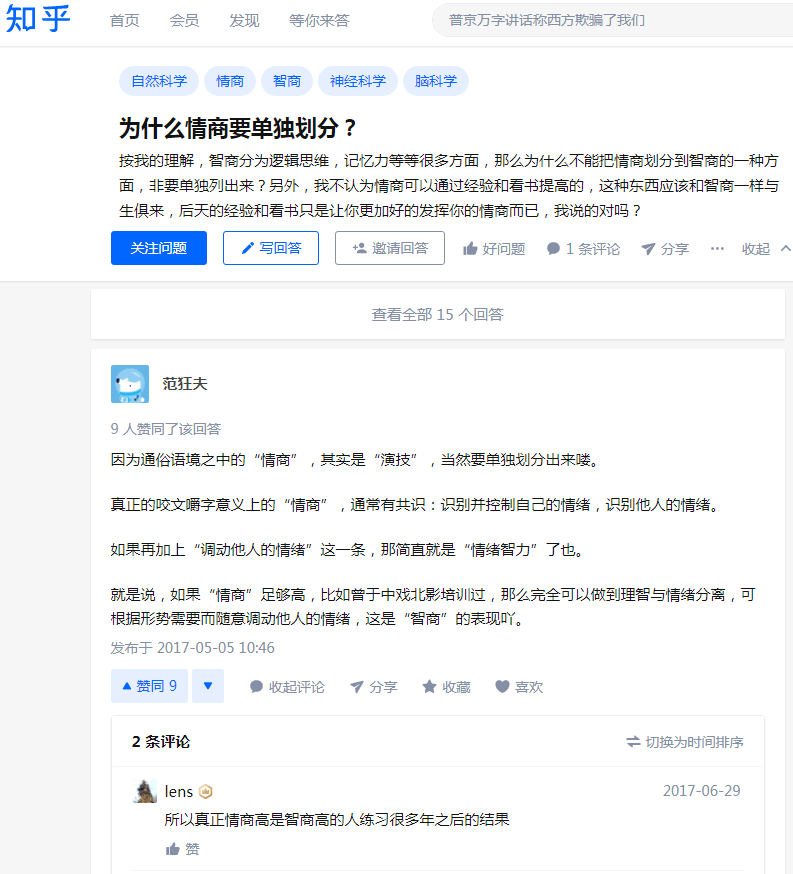 知乎 首页 会员 发现 等你来答 普京万字讲话称西方欺骗了我们
自然科学 情商 智商 神经科学 脑科学
为什么情商要单独划分？
按我的理解，智商分为逻辑思维，记忆力等等很多方面，那么为什么不能把情商划分到智商的一种方
面，非要单独列出来？另外，我不认为情商可以通过经验和看书提高的，这种东西应该和智商一样与
生俱来，后天的经验和看书只是让你更加好的发挥你的情商而已，我说的对吗？
关注问题 写回答 邀请回答 好问题 1 条评论 分享 ··· 收起
查看全部 15 个回答
范狂夫
9 人赞同了该回答
因为通俗语境之中的“情商”，其实是“演技”，当然要单独划分出来喽。
真正的咬文嚼字意义上的“情商”，通常有共识：识别并控制自己的情绪，识别他人的情绪。
如果再加上“调动他人的情绪”这一条，那简直就是“情绪智力”了也。
就是说，如果“情商”足够高，比如曾于中戏北影培训过，那么完全可以做到理智与情绪分离，可
根据形势需要而随意调动他人的情绪，这是“智商”的表现吖。
发布于 2017-05-05 10:46
赞同 9 收起评论 分享 收藏 喜欢
2 条评论 切换为时间排序
lens 2017-06-29
所以真正情商高是智商高的人练习很多年之后的结果
赞